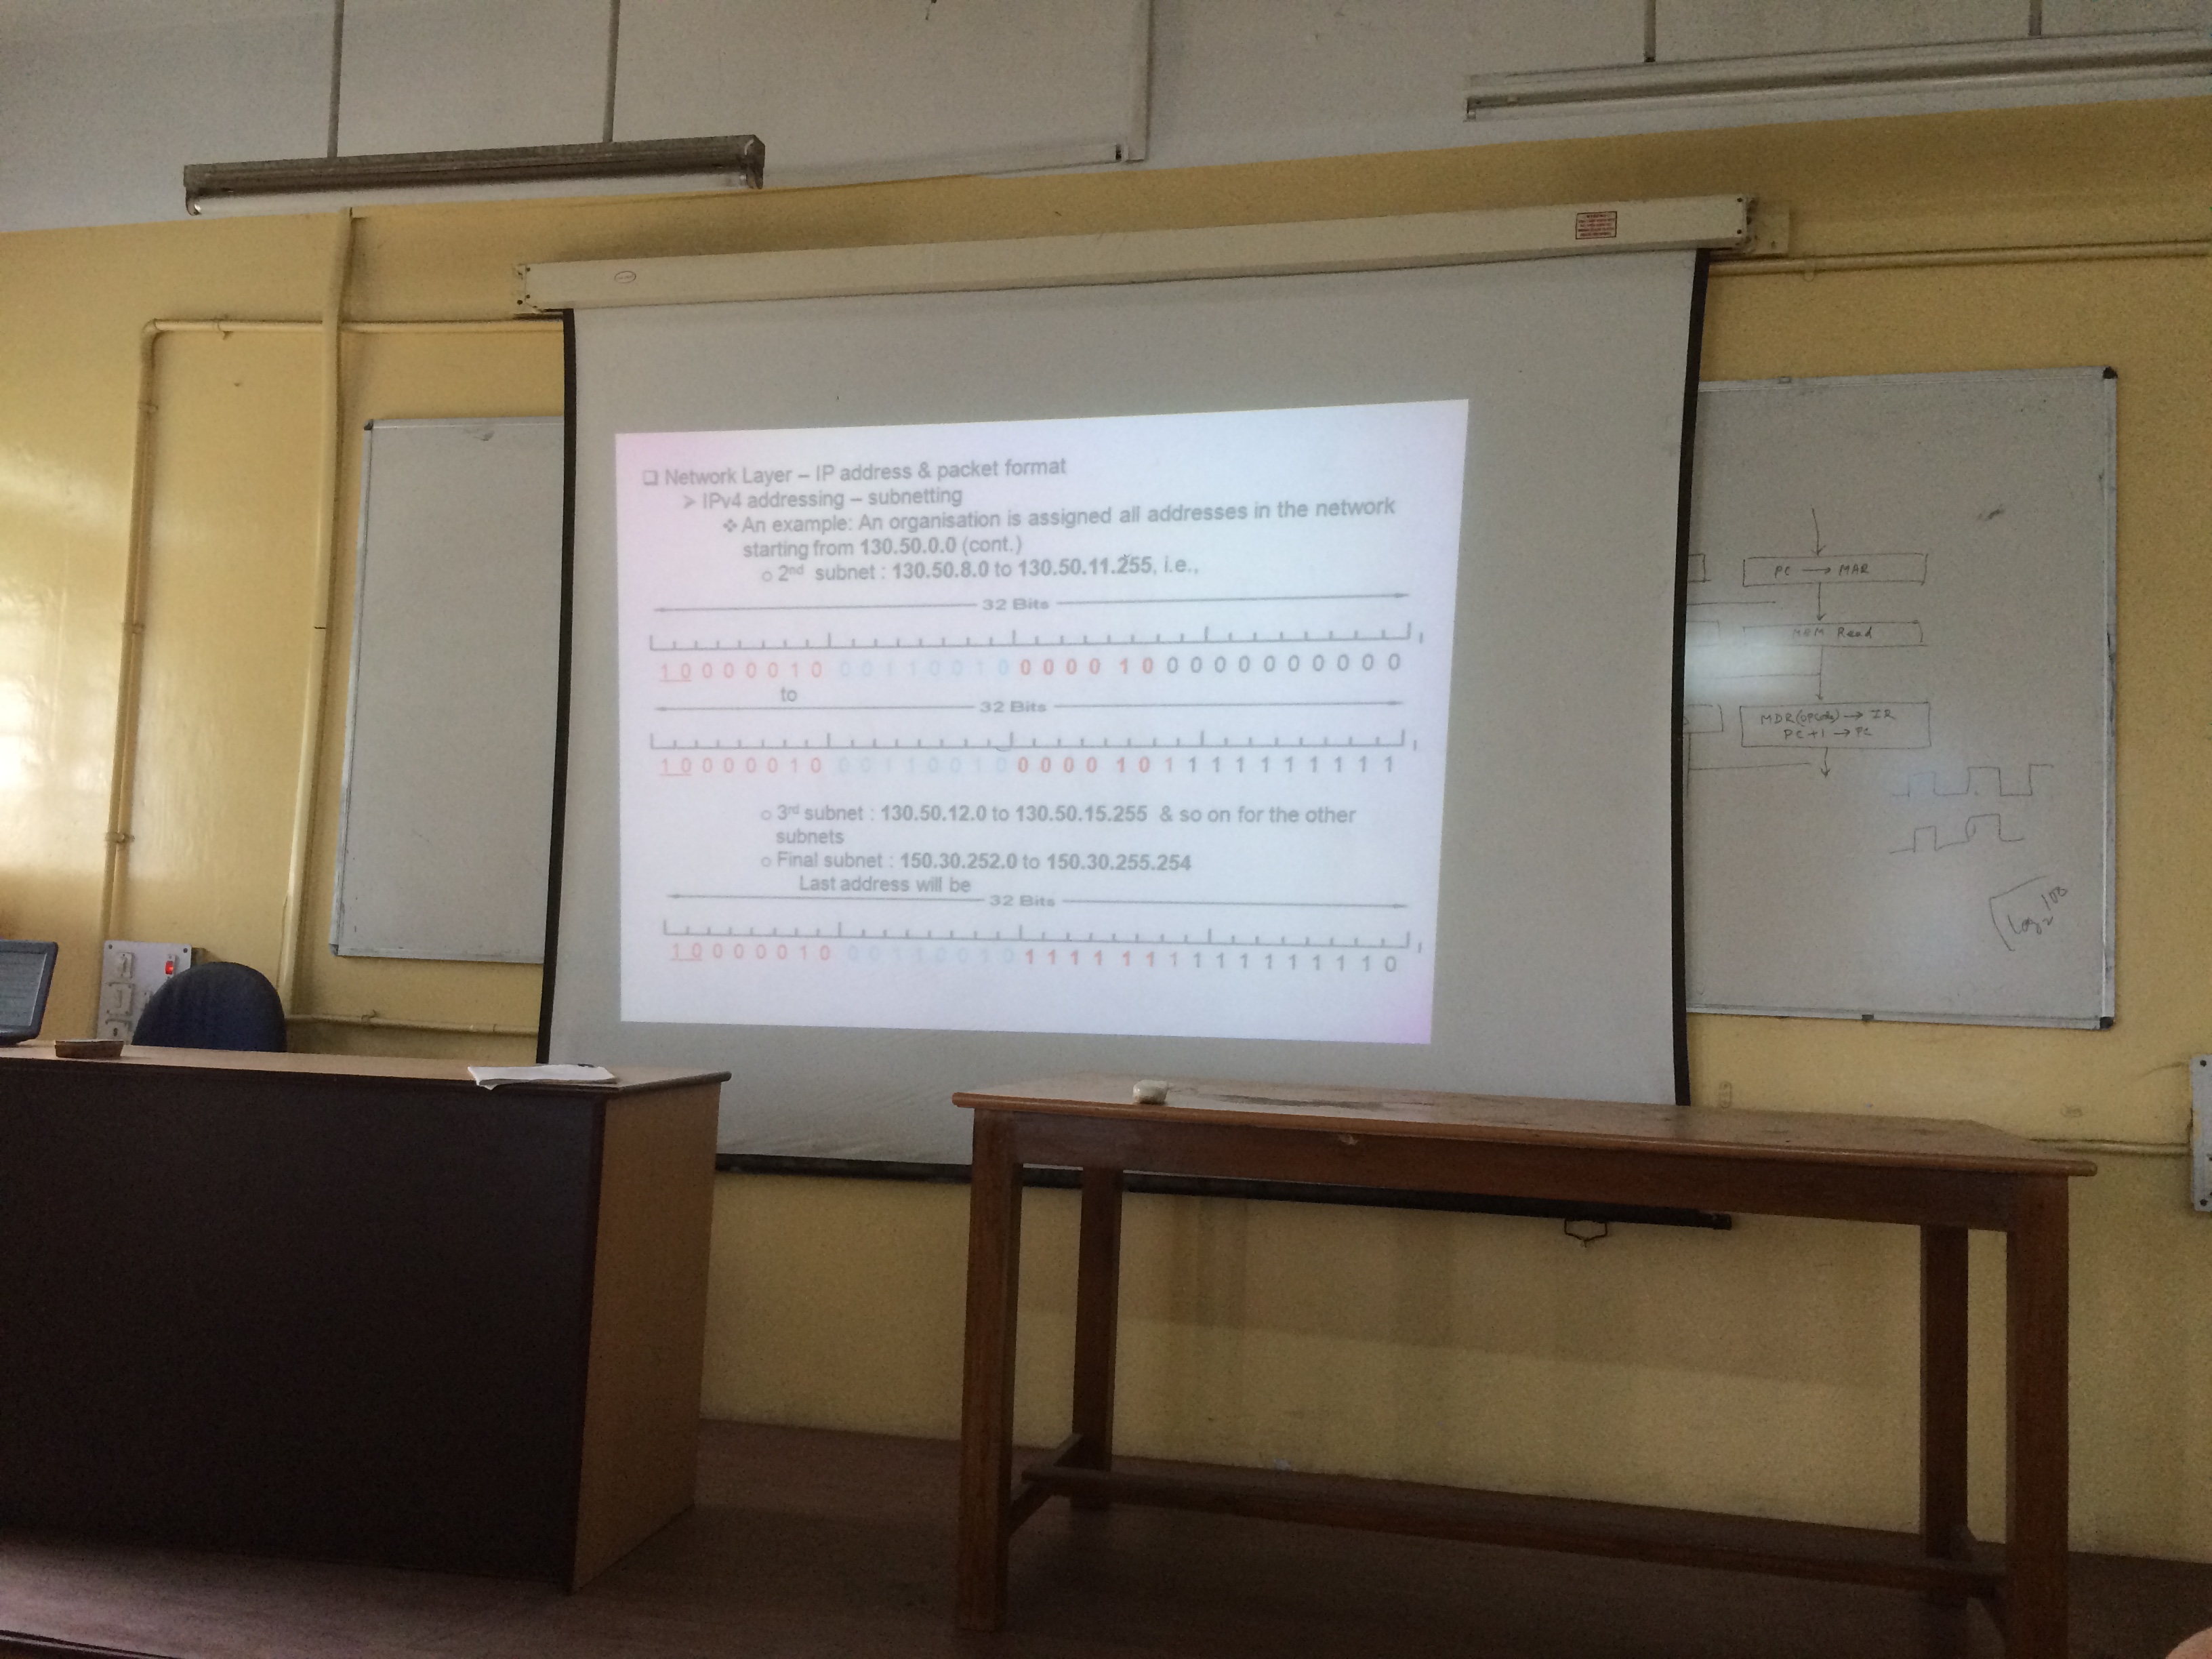 ❑ Network Layer – IP address & packet format
➢ IPv4 addressing – subnetting
❖ An example: An organisation is assigned all addresses in the network
starting from 130.50.0.0 (cont.)
○ 2nd subnet : 130.50.8.0 to 130.50.11.255, i.e.,
32 Bits
1 0 0 0 0 0 1 0 0 0 1 1 0 0 1 0 0 0 0 0 1 0 0 0 0 0 0 0 0 0 0 0
to
32 Bits
1 0 0 0 0 0 1 0 0 0 1 1 0 0 1 0 0 0 0 0 1 0 1 1 1 1 1 1 1 1 1 1
○ 3rd subnet : 130.50.12.0 to 130.50.15.255 & so on for the other
subnets
○ Final subnet : 150.30.252.0 to 150.30.255.254
Last address will be
32 Bits
1 0 0 0 0 0 1 0 0 0 1 1 0 0 1 0 1 1 1 1 1 1 1 1 1 1 1 1 1 1 1 0
PC → MAR
MEM Read
MDR(OPCode) → IR
PC+1 → PC
log₂100